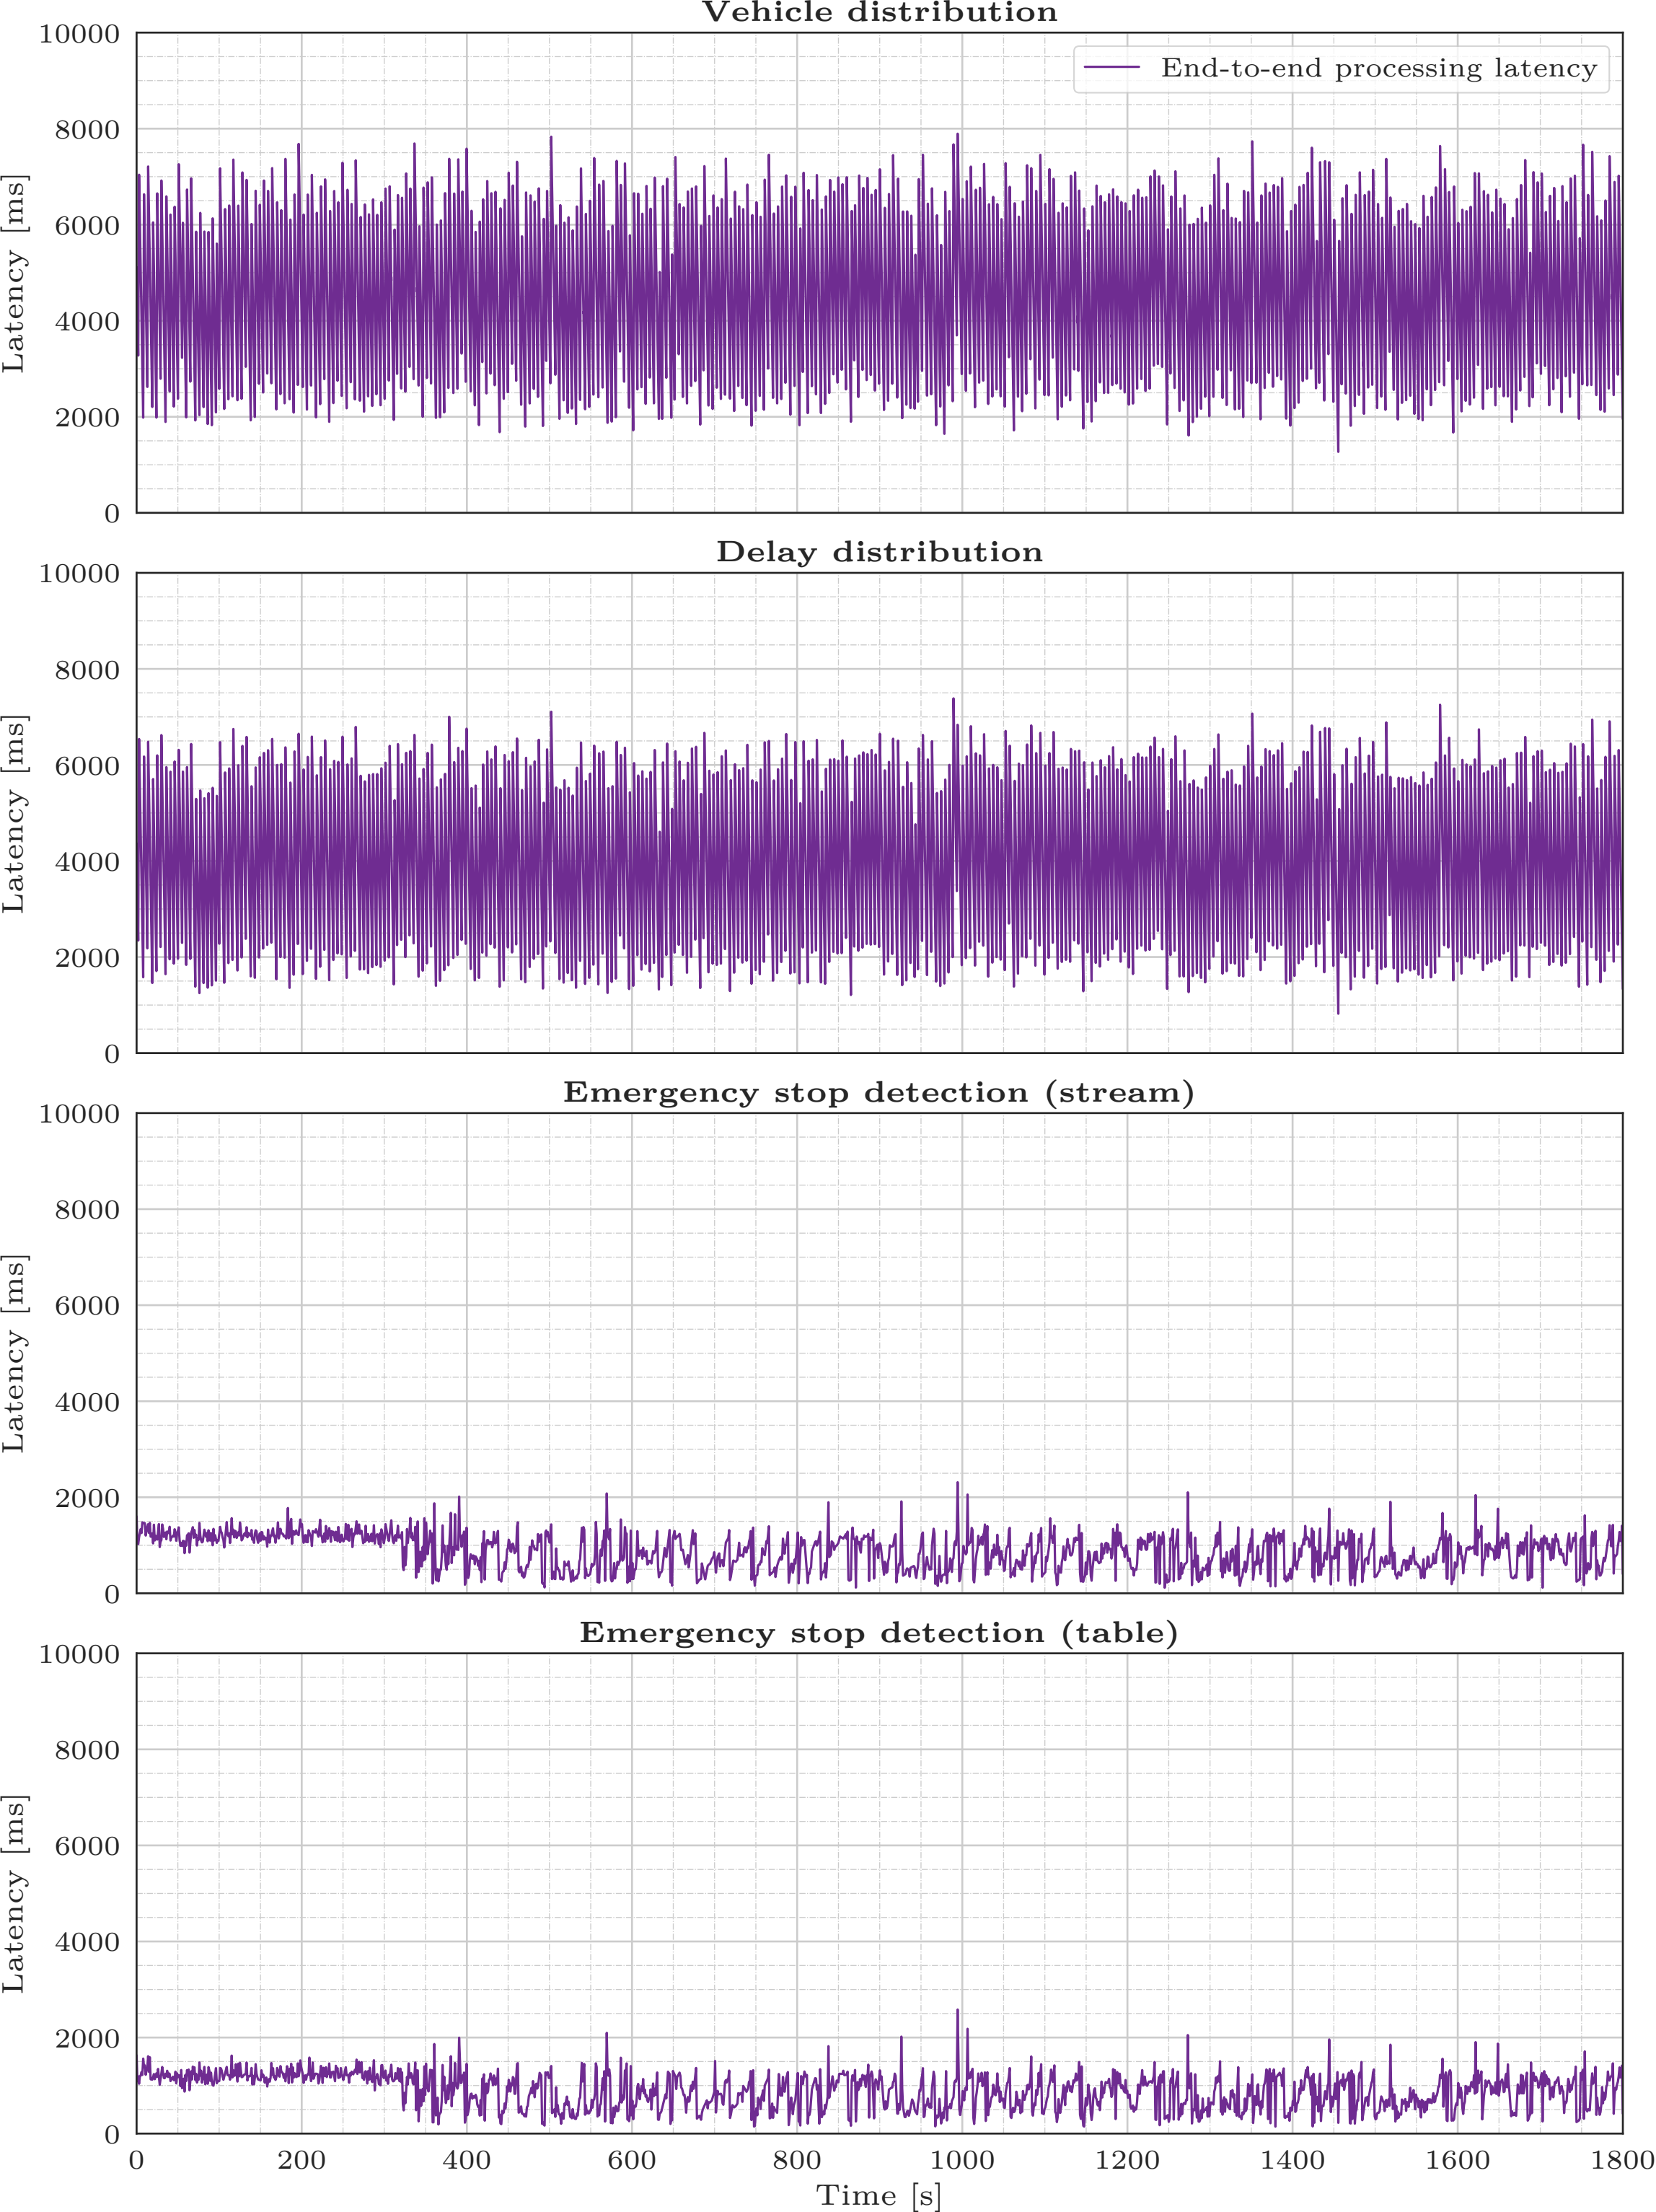 Vehicle distribution
10000
8000
6000
4000
2000
0
Latency [ms]
End-to-end processing latency
Delay distribution
10000
8000
6000
4000
2000
0
Latency [ms]
Emergency stop detection (stream)
10000
8000
6000
4000
2000
0
Latency [ms]
Emergency stop detection (table)
10000
8000
6000
4000
2000
0
Latency [ms]
0 200 400 600 800 1000 1200 1400 1600 1800
Time [s]